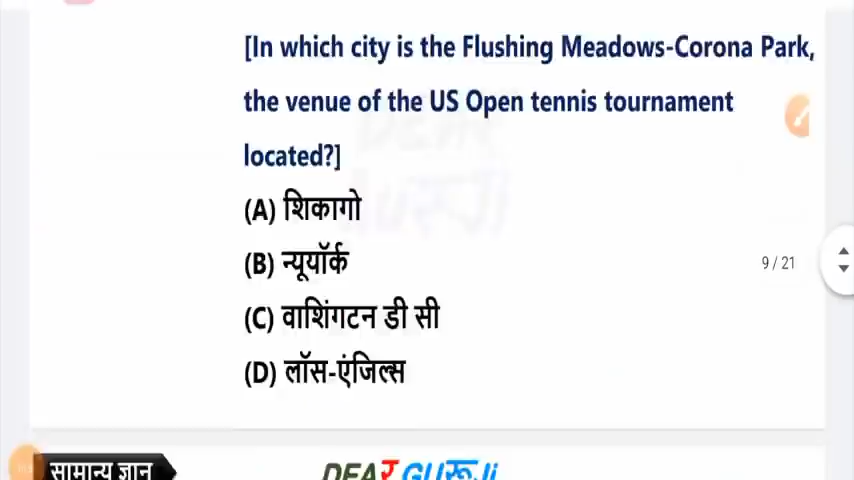 [In which city is the Flushing Meadows-Corona Park,
the venue of the US Open tennis tournament
located?]
(A) शिकागो
(B) न्यूयॉर्क
(C) वाशिंगटन डी सी
(D) लॉस-एंजिल्स
9 / 21
सामान्य ज्ञान
DEAR GURUJi